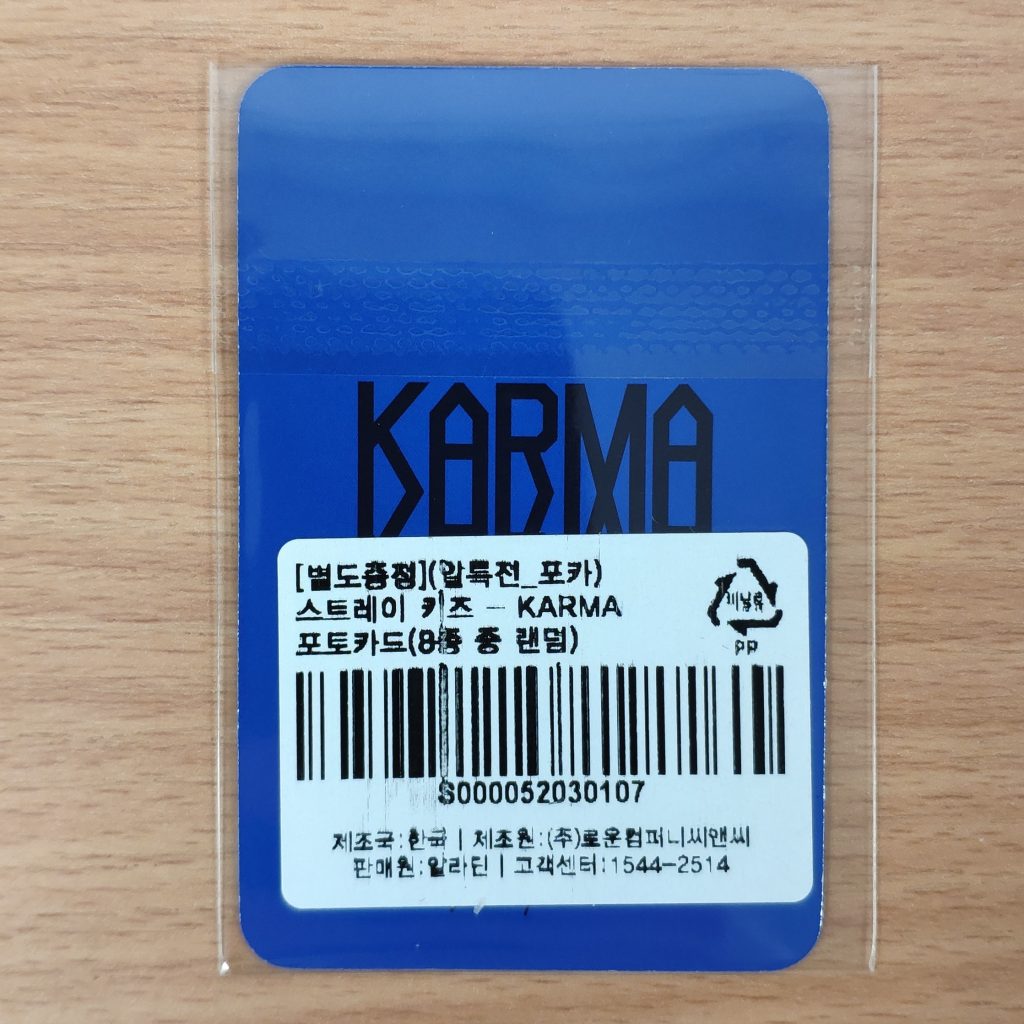 KARMA
[별도증정](알특전_포카)
스트레이 키즈 - KARMA
포토카드(8종 중 랜덤)
비닐류
PP
S000052030107
제조국:한국 | 제조원:(주)로운컴퍼니씨앤씨
판매원:알라딘 | 고객센터:1544-2514